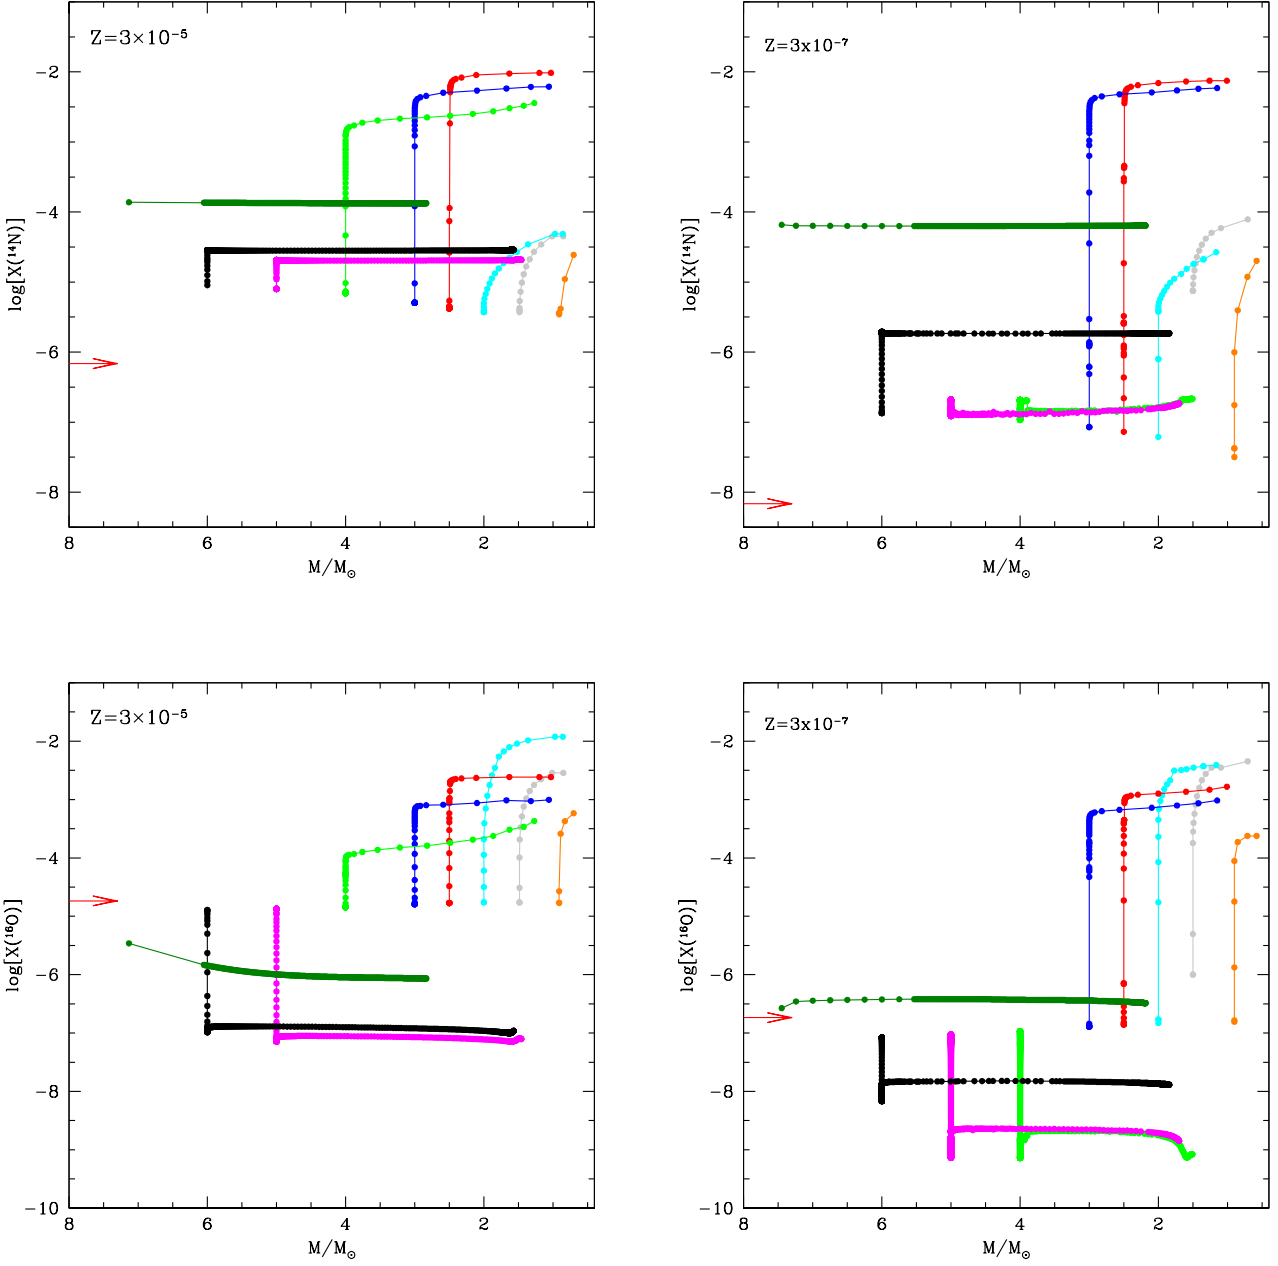 Z=3×10⁻⁵
−2
−4
−6
−8
log[X(¹⁴N)]
8 6 4 2
M/M☉
Z=3x10⁻⁷
−2
−4
−6
−8
log[X(¹⁴N)]
8 6 4 2
M/M☉
Z=3×10⁻⁵
−2
−4
−6
−8
−10
log[X(¹⁶O)]
8 6 4 2
M/M☉
Z=3x10⁻⁷
−2
−4
−6
−8
−10
log[X(¹⁶O)]
8 6 4 2
M/M☉